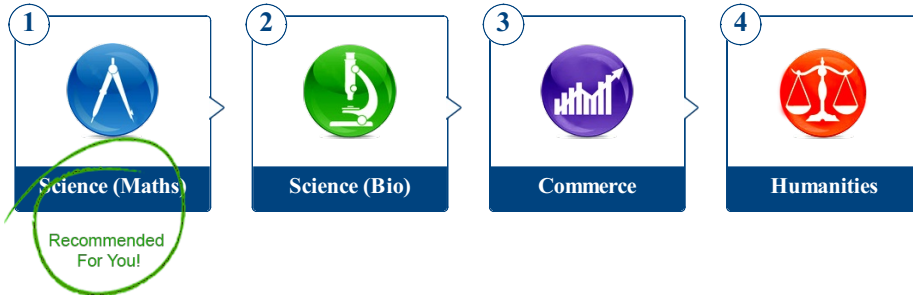 1
2
3
4
Science (Maths)
Science (Bio)
Commerce
Humanities
Recommended
For You!